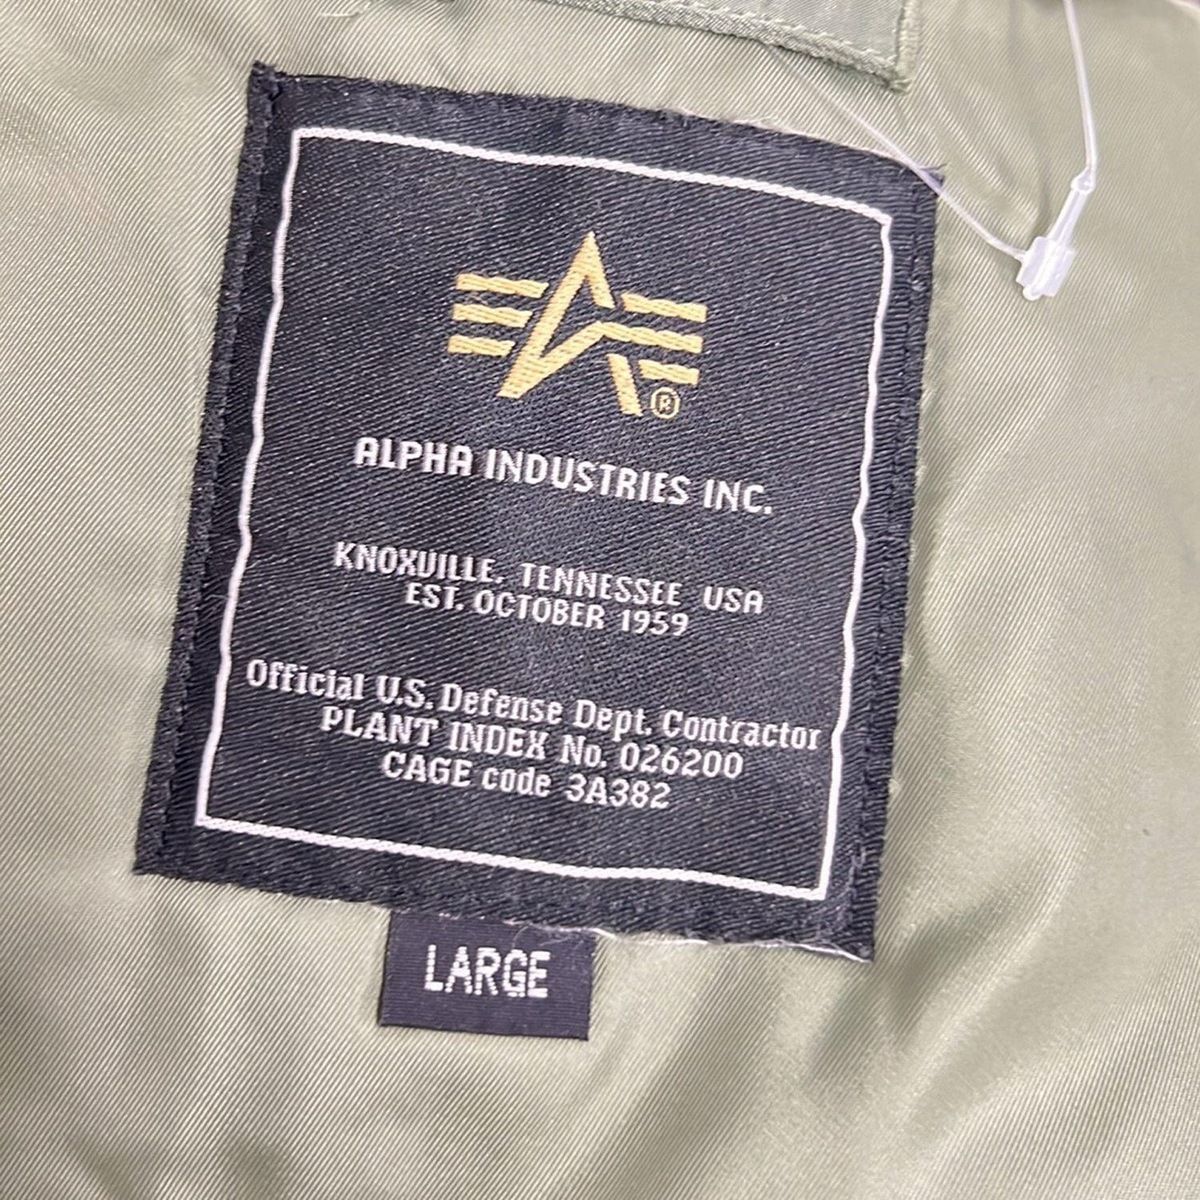 ®
ALPHA INDUSTRIES INC.
KNOXVILLE, TENNESSEE USA
EST. OCTOBER 1959
Official U.S. Defense Dept. Contractor
PLANT INDEX No. 026200
CAGE code 3A382
LARGE